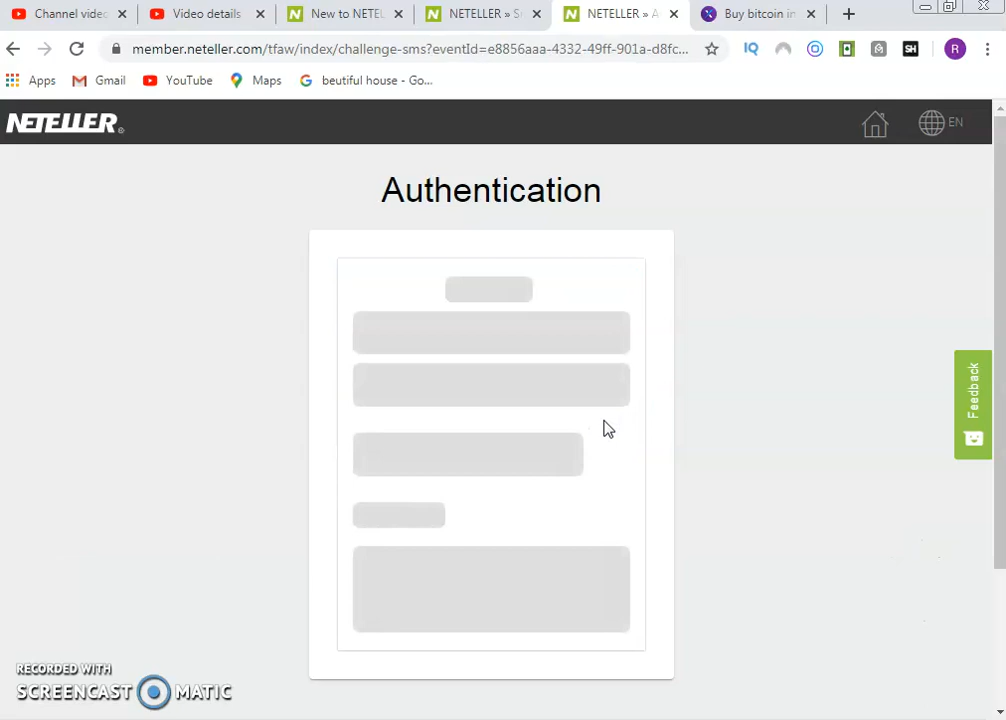 Channel video
Video details
New to NETEL
NETELLER » S
NETELLER » A
Buy bitcoin in
member.neteller.com/tfaw/index/challenge-sms?eventId=e8856aaa-4332-49ff-901a-d8fc...
IQ
SH
R
Apps
Gmail
YouTube
Maps
beutiful house - Go...
NETELLER
EN
Authentication
Feedback
RECORDED WITH
SCREENCAST MATIC